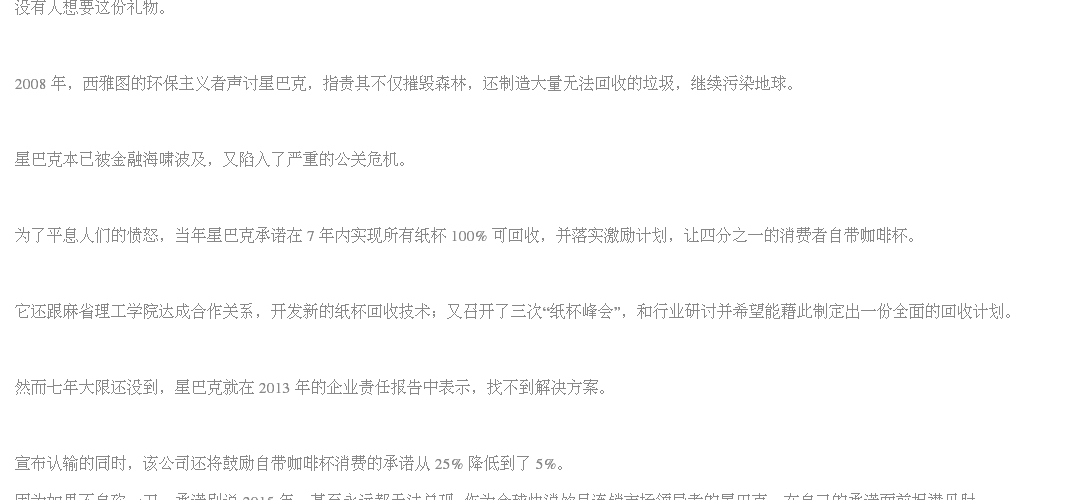 没有人想要这份礼物。
2008 年，西雅图的环保主义者声讨星巴克，指责其不仅摧毁森林，还制造大量无法回收的垃圾，继续污染地球。
星巴克本已被金融海啸波及，又陷入了严重的公关危机。
为了平息人们的愤怒，当年星巴克承诺在 7 年内实现所有纸杯 100% 可回收，并落实激励计划，让四分之一的消费者自带咖啡杯。
它还跟麻省理工学院达成合作关系，开发新的纸杯回收技术；又召开了三次“纸杯峰会”，和行业研讨并希望能藉此制定出一份全面的回收计划。
然而七年大限还没到，星巴克就在 2013 年的企业责任报告中表示，找不到解决方案。
宣布认输的同时，该公司还将鼓励自带咖啡杯消费的承诺从 25% 降低到了 5%。